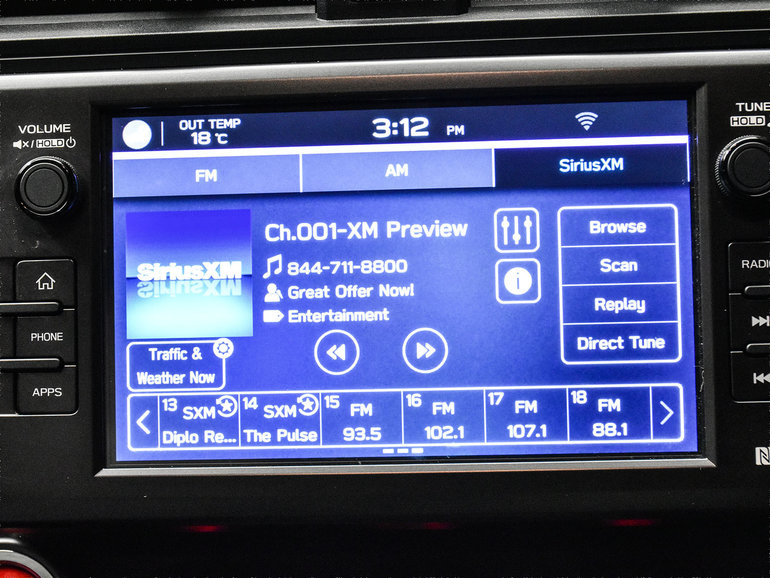 VOLUME
/ HOLD
OUT TEMP
18 °C
3:12 PM
TUNE
HOLD
FM
AM
SiriusXM
SiriusXM
Ch.001-XM Preview
844-711-8800
Great Offer Now!
Entertainment
Browse
Scan
Replay
Direct Tune
Traffic &
Weather Now
PHONE
APPS
RADI
13 SXM
Diplo Re...
14 SXM
The Pulse
15 FM
93.5
16 FM
102.1
17 FM
107.1
18 FM
88.1